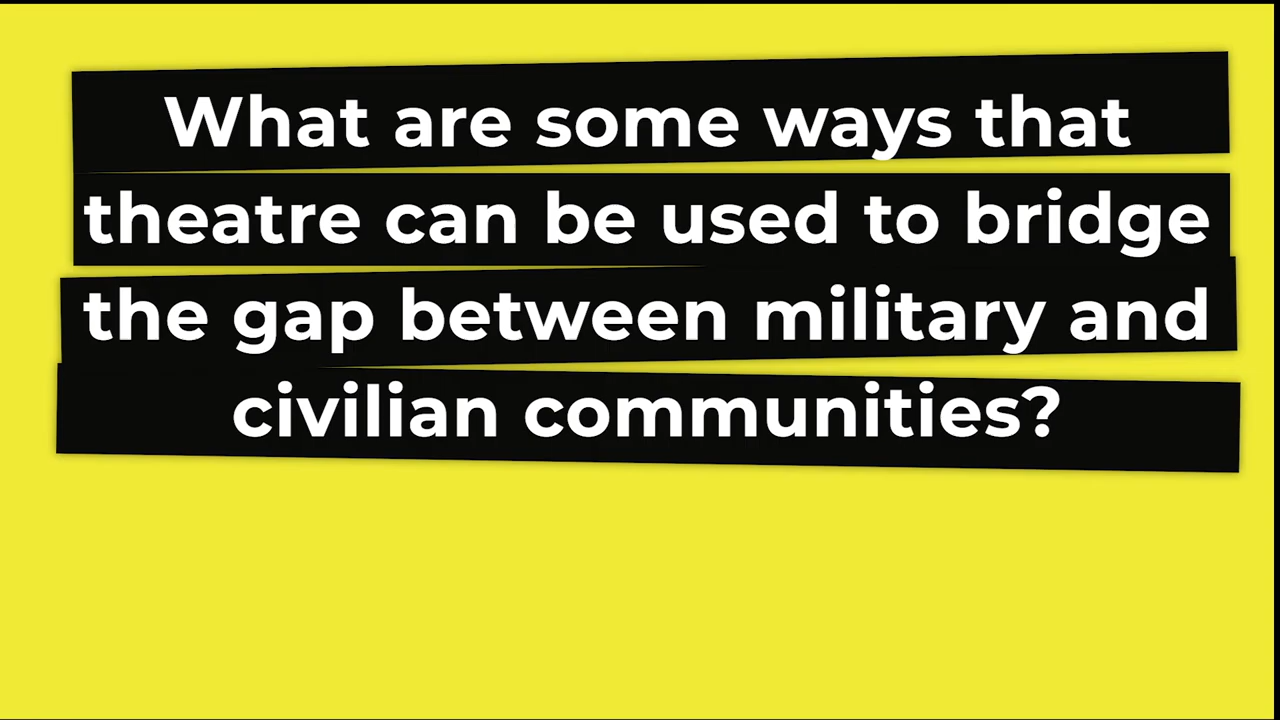 What are some ways that
theatre can be used to bridge
the gap between military and
civilian communities?